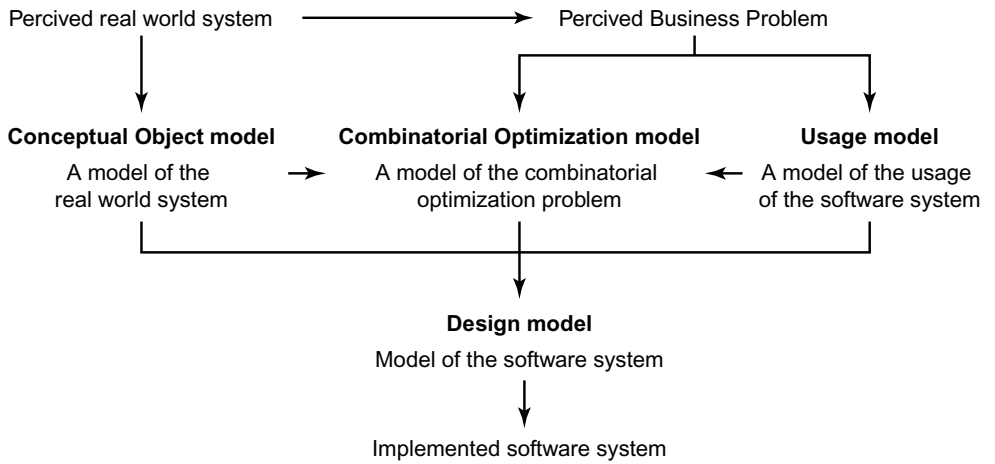 Percived real world system
Percived Business Problem
Conceptual Object model
A model of the
real world system
Combinatorial Optimization model
A model of the combinatorial
optimization problem
Usage model
A model of the usage
of the software system
Design model
Model of the software system
Implemented software system